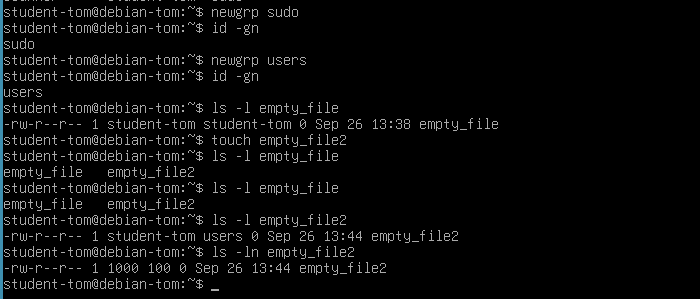 student-tom@debian-tom:~$ newgrp sudo
student-tom@debian-tom:~$ id -gn
sudo
student-tom@debian-tom:~$ newgrp users
student-tom@debian-tom:~$ id -gn
users
student-tom@debian-tom:~$ ls -l empty_file
-rw-r--r-- 1 student-tom student-tom 0 Sep 26 13:38 empty_file
student-tom@debian-tom:~$ touch empty_file2
student-tom@debian-tom:~$ ls -l empty_file
empty_file   empty_file2
student-tom@debian-tom:~$ ls -l empty_file
empty_file   empty_file2
student-tom@debian-tom:~$ ls -l empty_file2
-rw-r--r-- 1 student-tom users 0 Sep 26 13:44 empty_file2
student-tom@debian-tom:~$ ls -ln empty_file2
-rw-r--r-- 1 1000 100 0 Sep 26 13:44 empty_file2
student-tom@debian-tom:~$ _